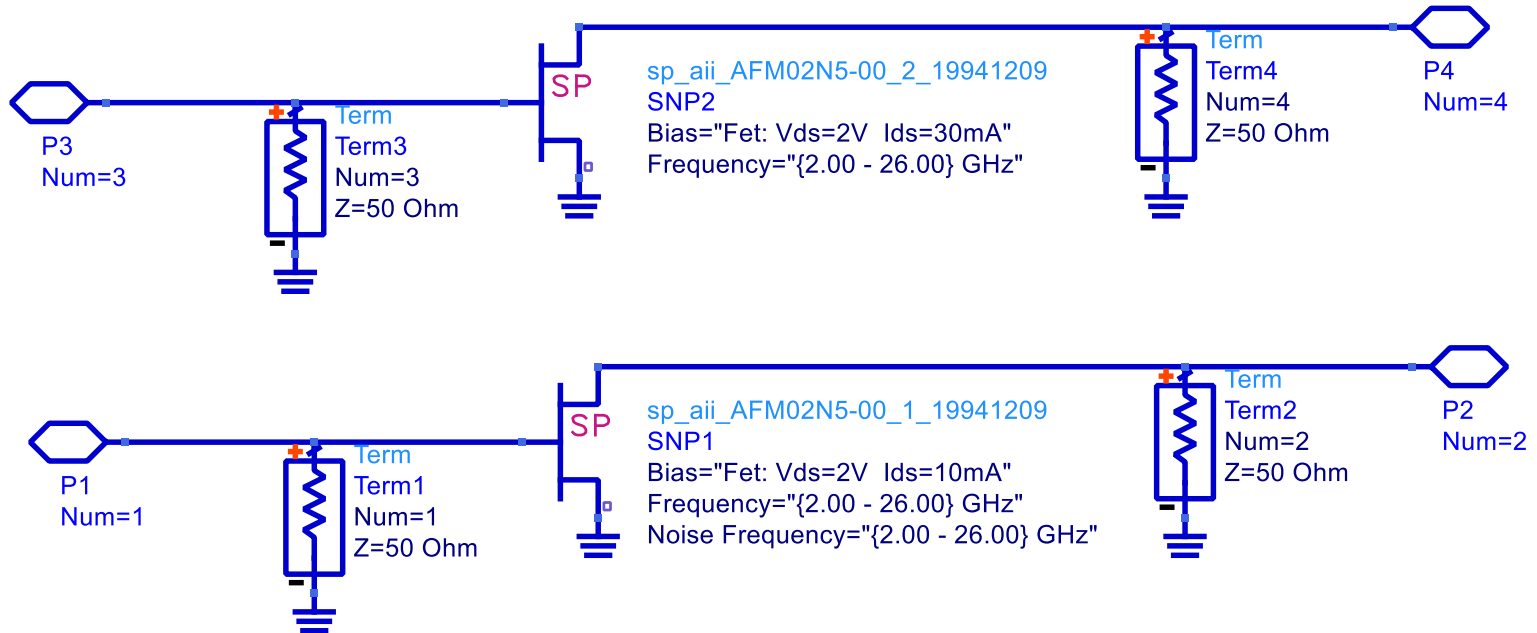 SP
sp_aii_AFM02N5-00_2_19941209
SNP2
Bias="Fet: Vds=2V  Ids=30mA"
Frequency="{2.00 - 26.00} GHz"
Term
Term4
Num=4
Z=50 Ohm
P4
Num=4
P3
Num=3
+
Term
Term3
Num=3
Z=50 Ohm
-
+
-
SP
sp_aii_AFM02N5-00_1_19941209
SNP1
Bias="Fet: Vds=2V  Ids=10mA"
Frequency="{2.00 - 26.00} GHz"
Noise Frequency="{2.00 - 26.00} GHz"
+
Term
Term2
Num=2
Z=50 Ohm
-
P2
Num=2
P1
Num=1
+
Term
Term1
Num=1
Z=50 Ohm
-